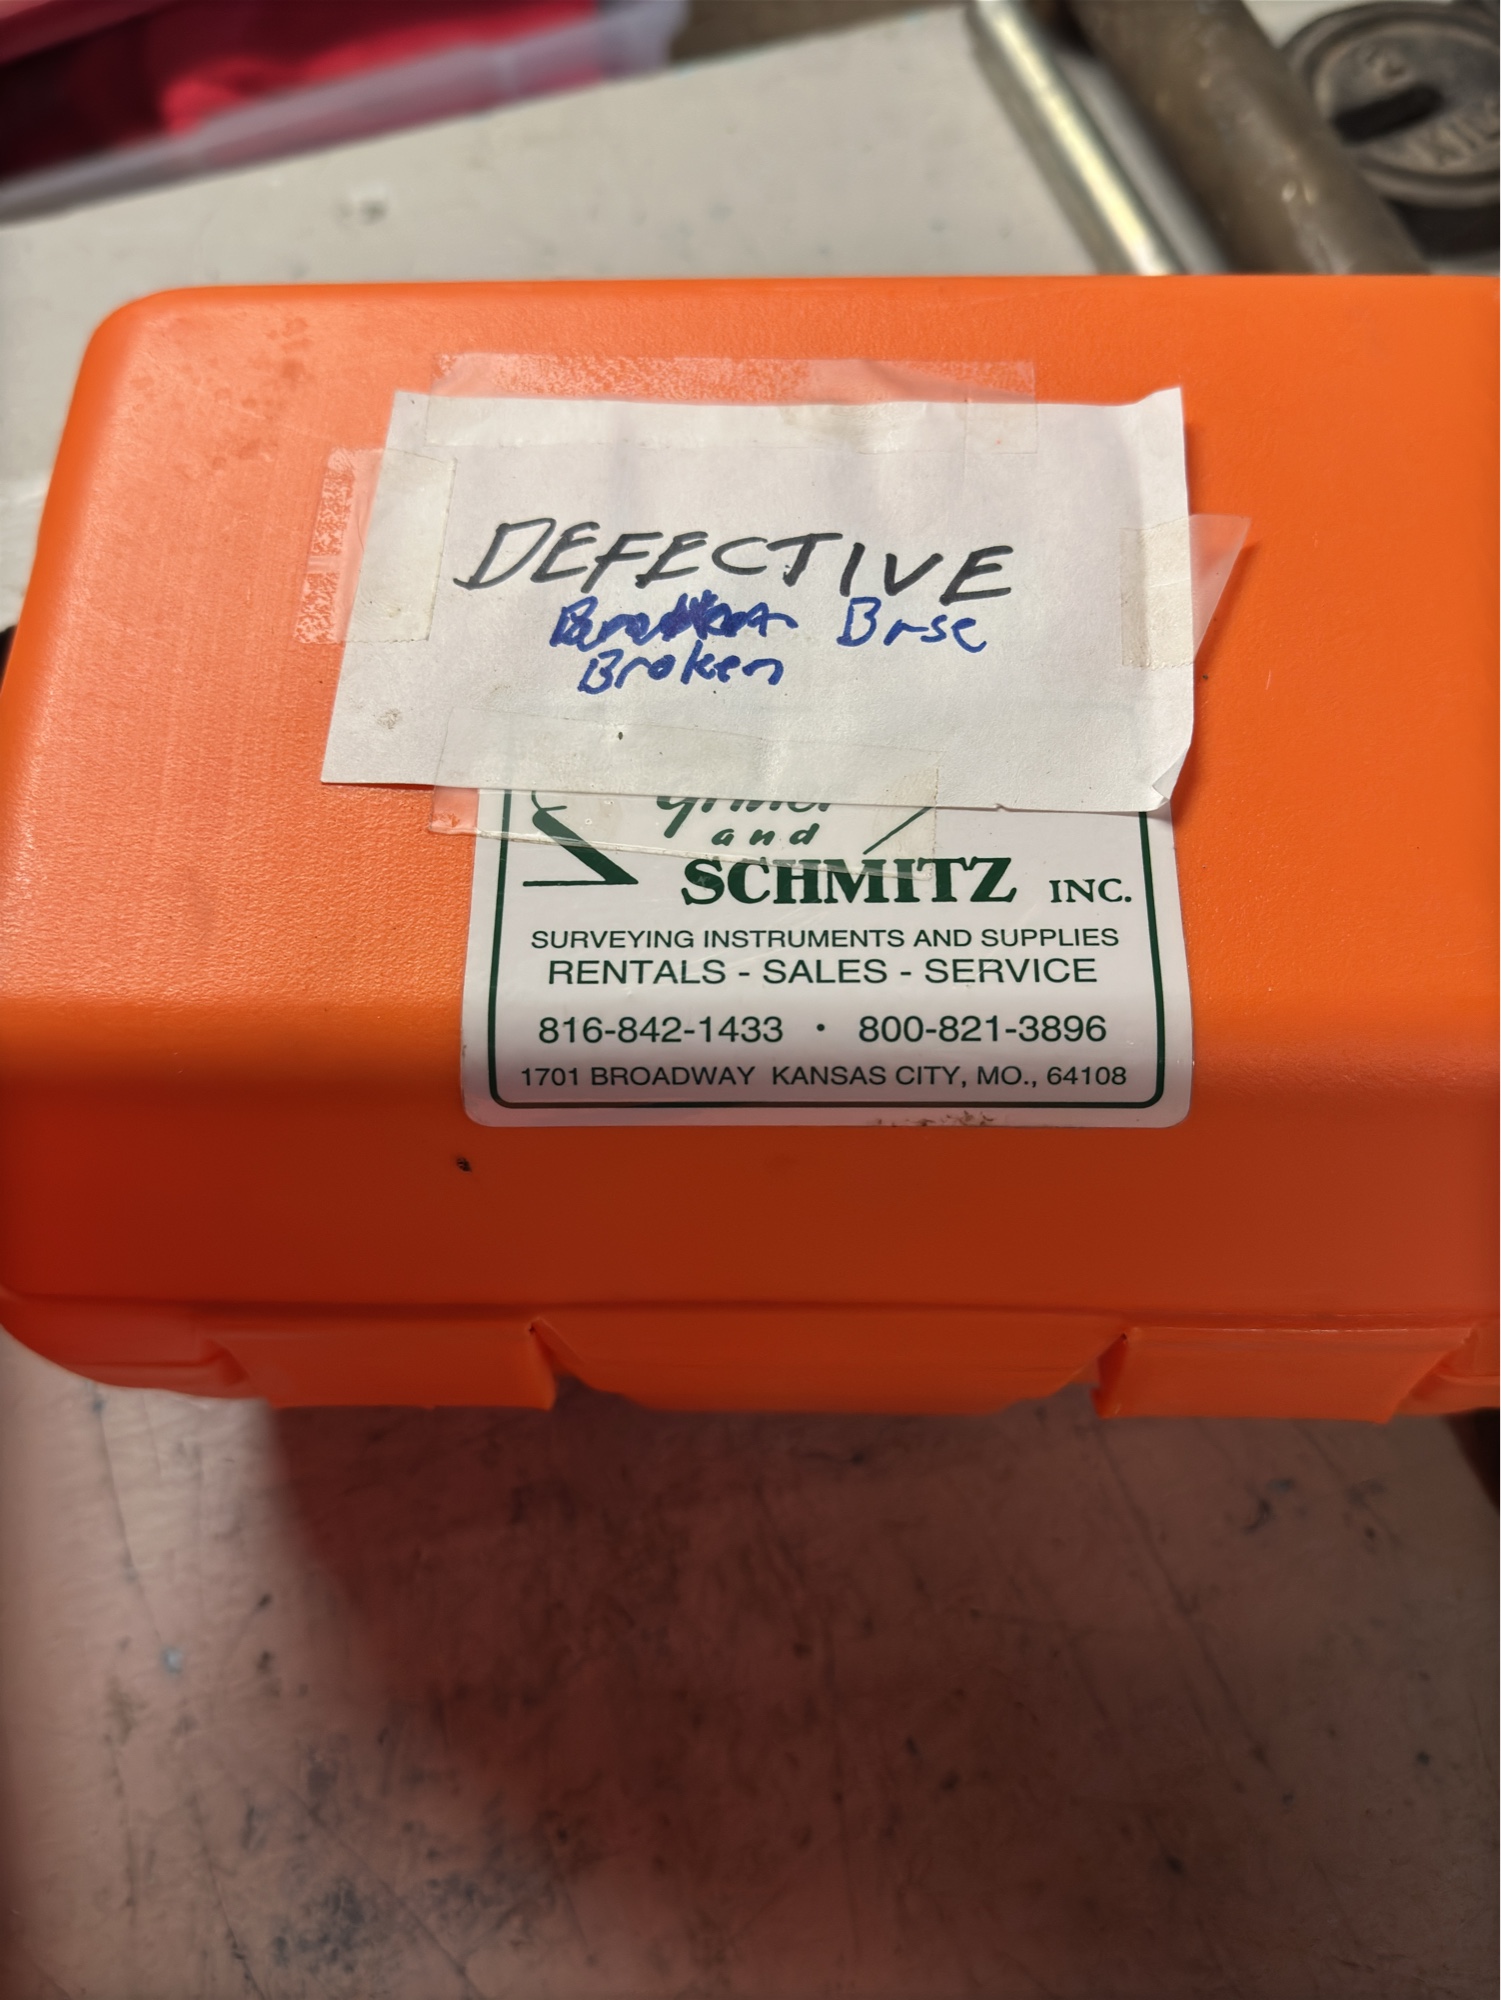 DEFECTIVE
Base
Broken
and
SCHMITZ INC.
SURVEYING INSTRUMENTS AND SUPPLIES
RENTALS - SALES - SERVICE
816-842-1433 • 800-821-3896
1701 BROADWAY KANSAS CITY, MO., 64108